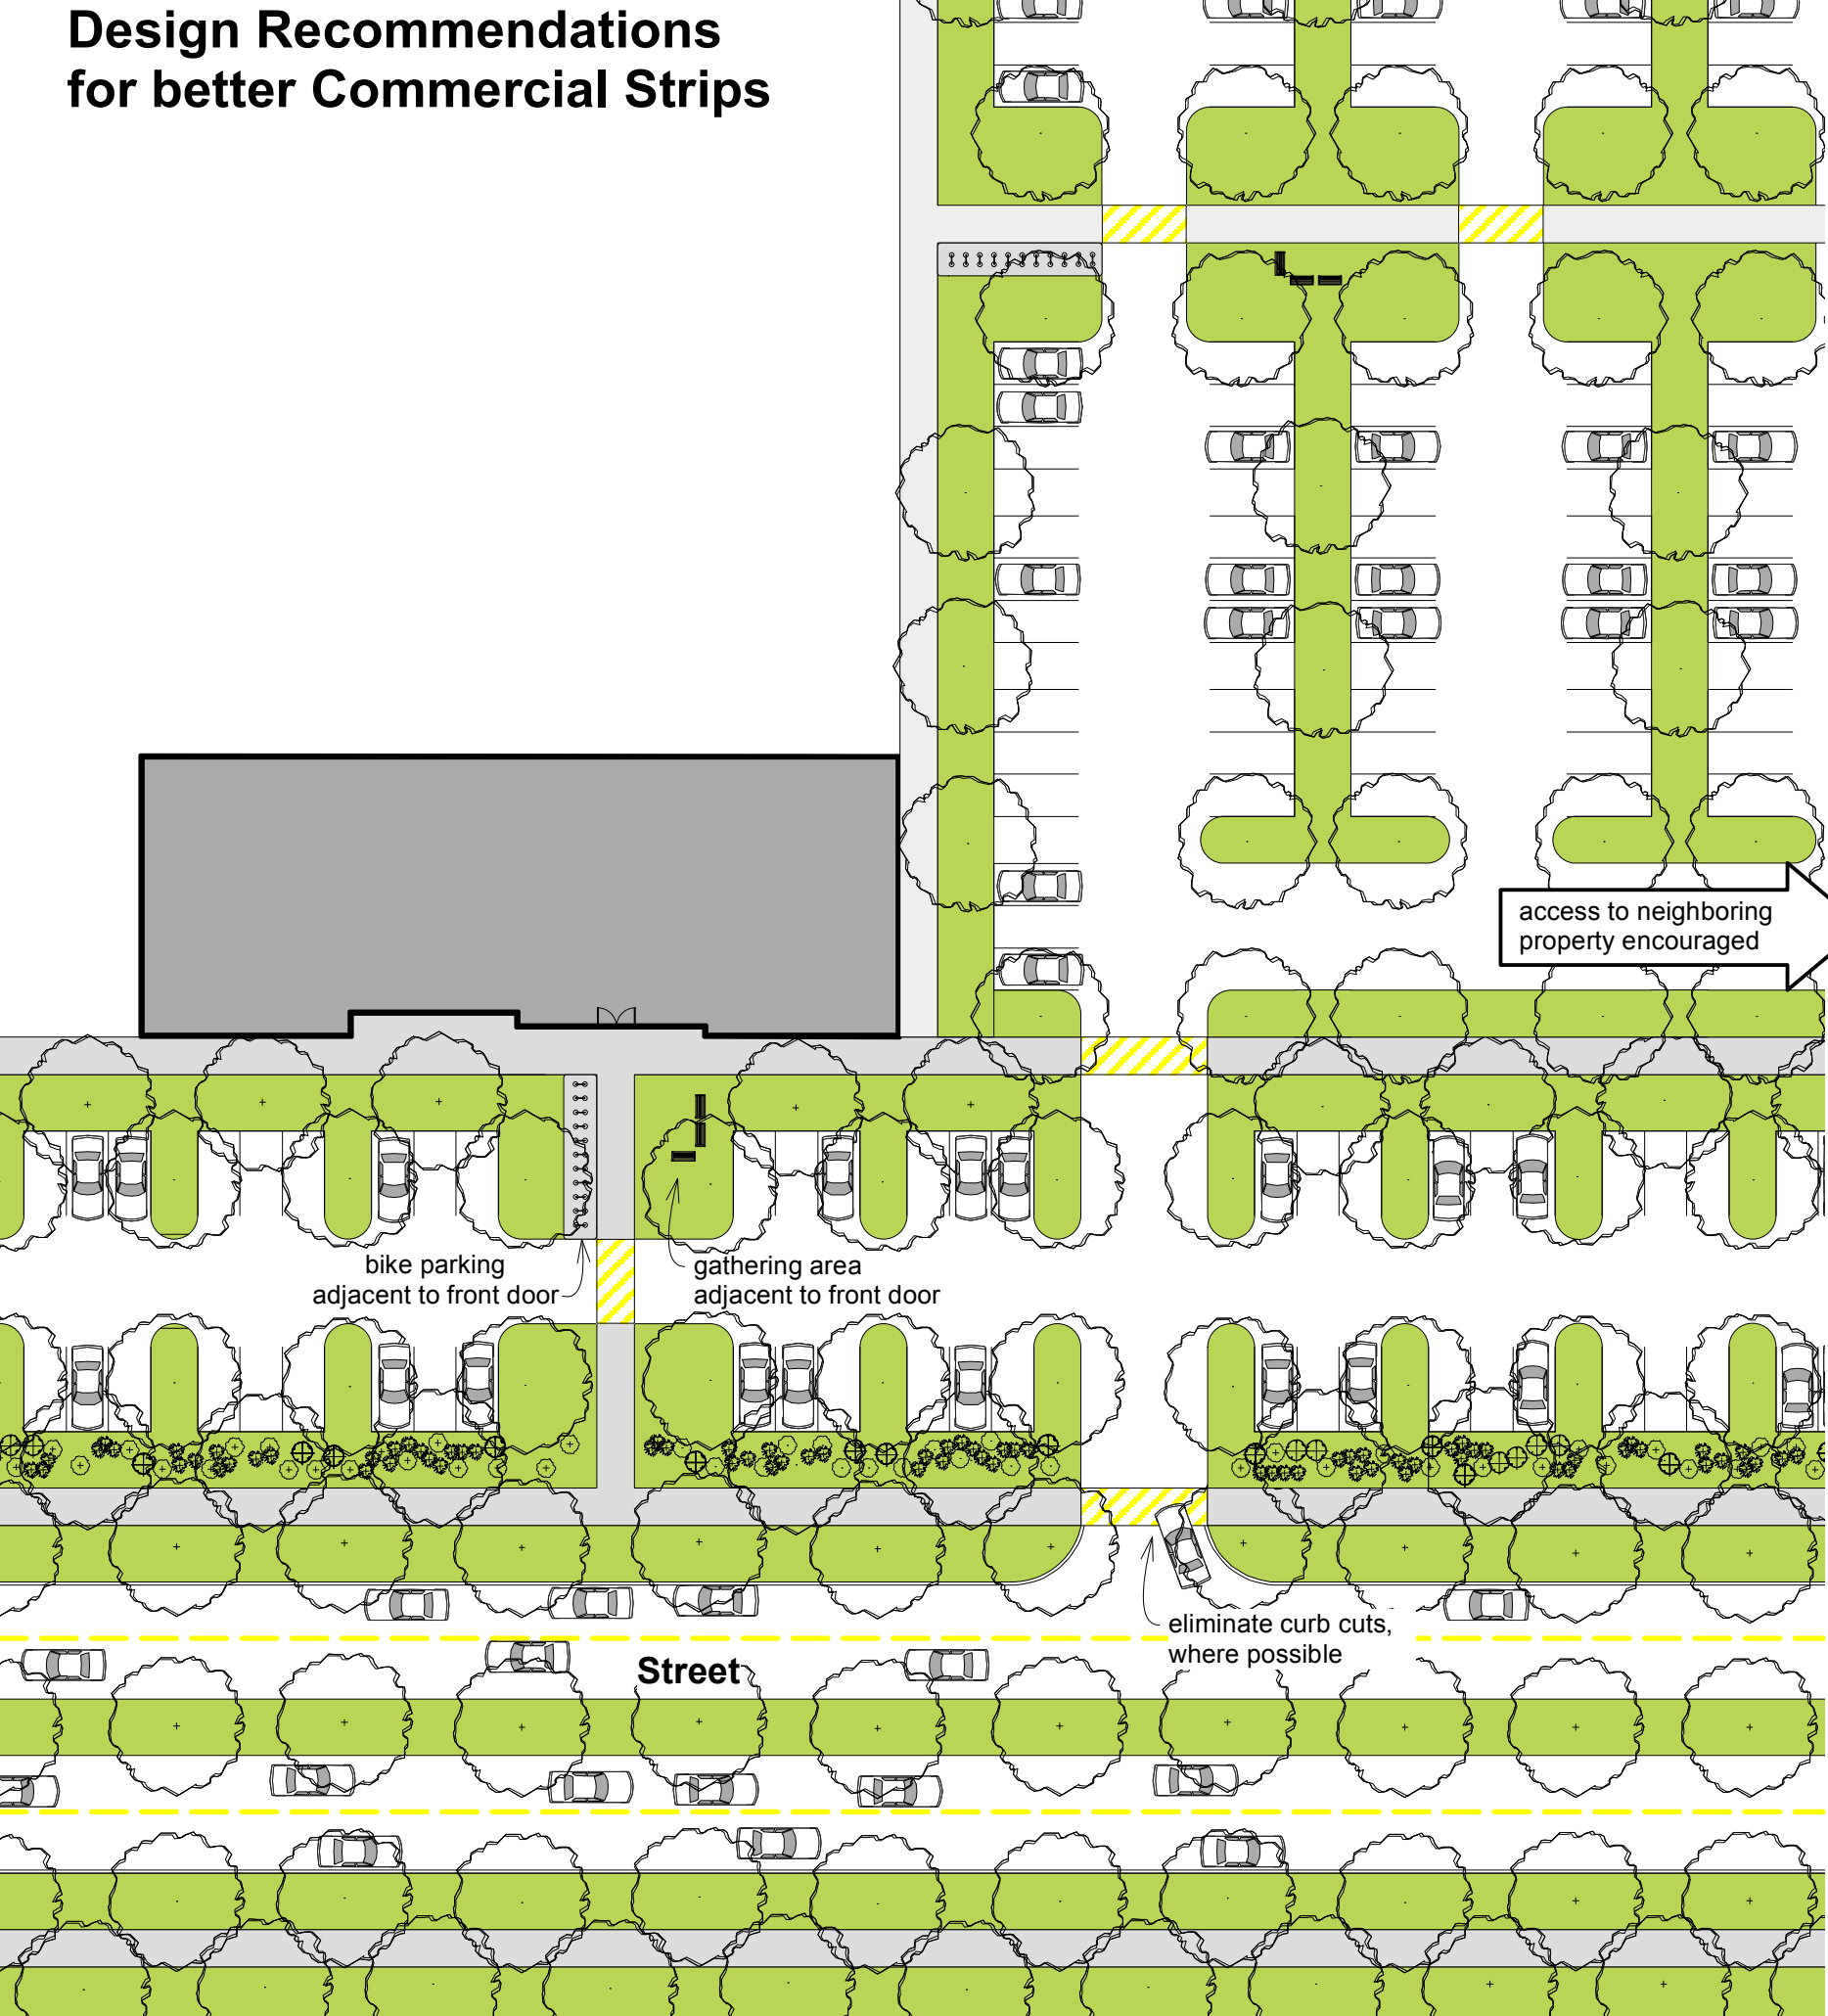 Design Recommendations
for better Commercial Strips
access to neighboring
property encouraged
bike parking
adjacent to front door
gathering area
adjacent to front door
eliminate curb cuts,
where possible
Street